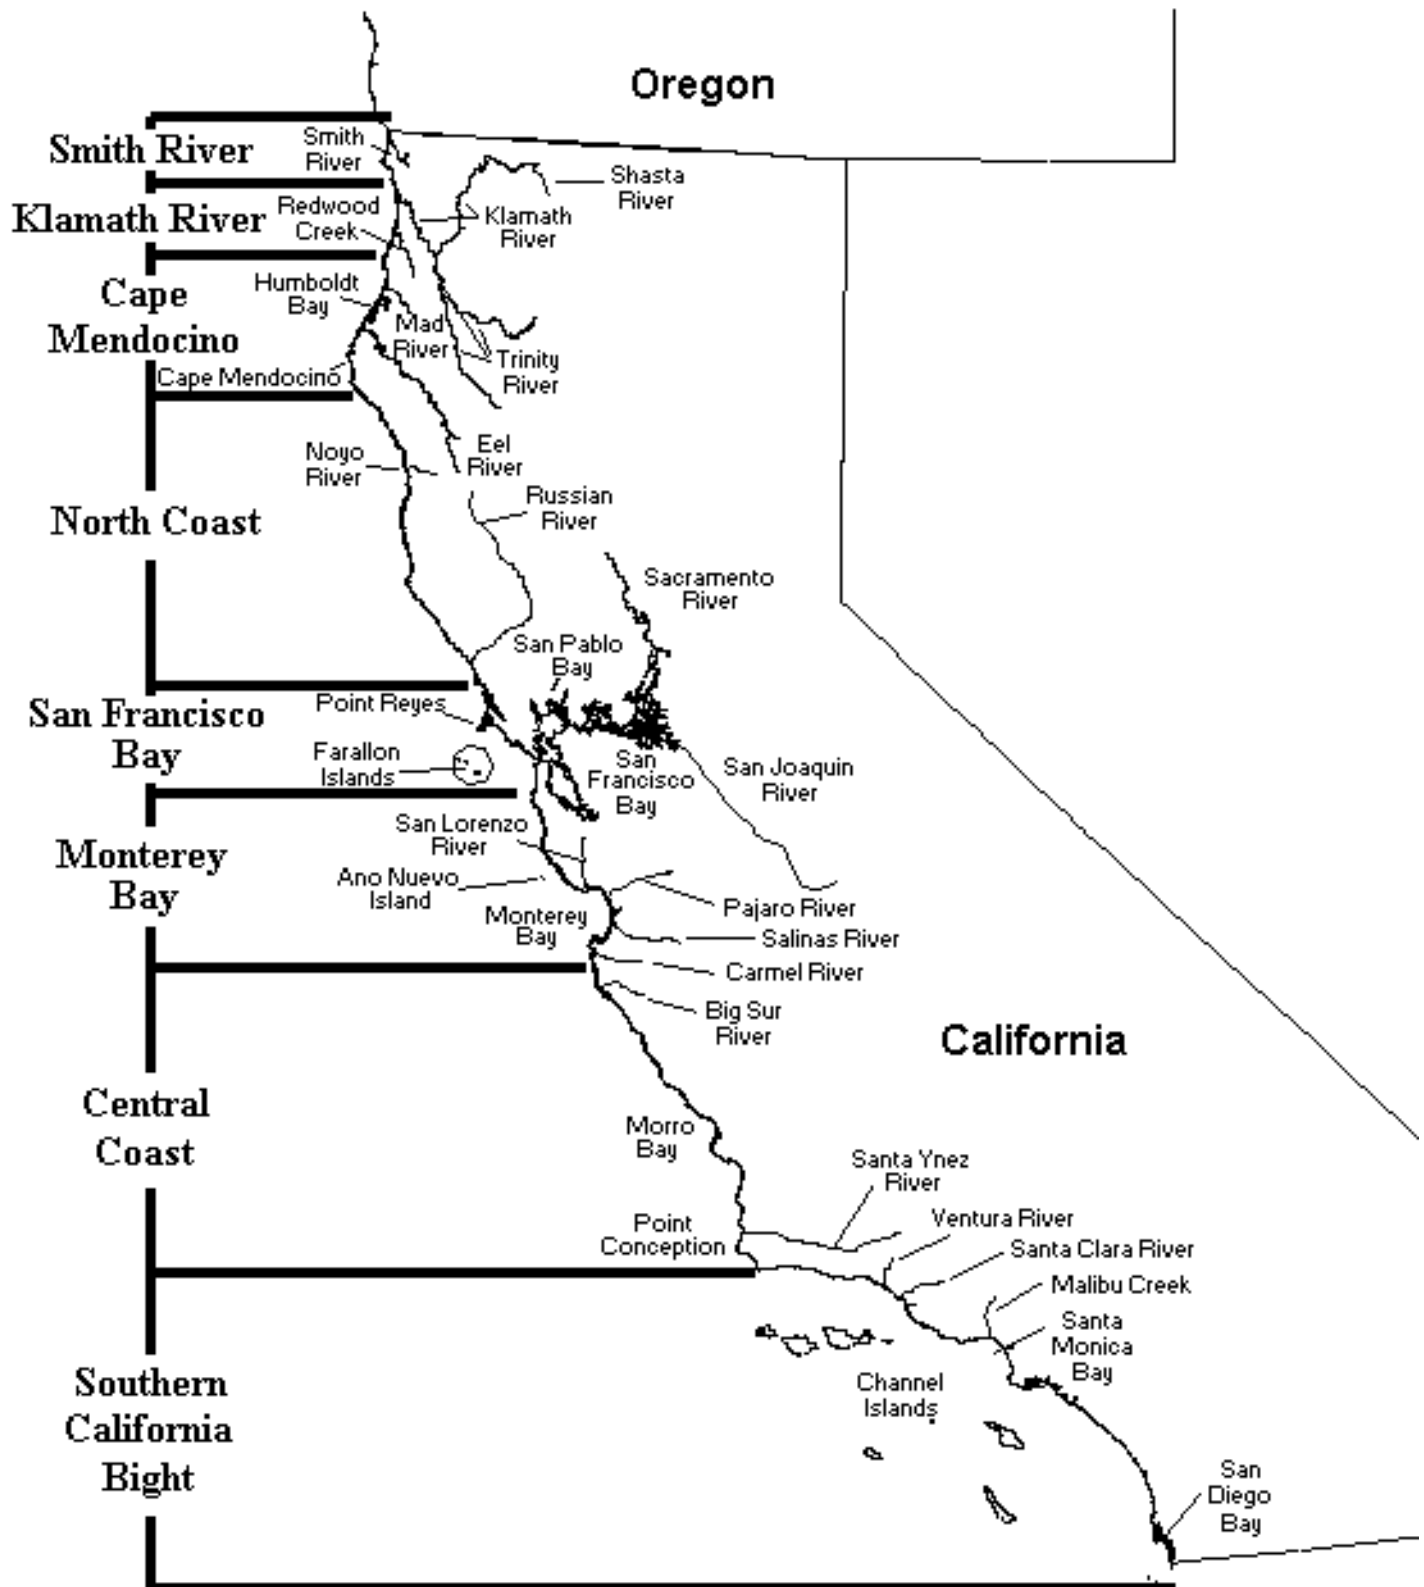 Oregon
Smith River
Smith
River
Shasta
River
Klamath River
Redwood
Creek
Klamath
River
Cape
Mendocino
Humboldt
Bay
Mad
River
Trinity
River
Cape Mendocino
Noyo
River
Eel
River
North Coast
Russian
River
Sacramento
River
San Pablo
Bay
San Francisco
Bay
Point Reyes
Farallon
Islands
San
Francisco
Bay
San Joaquin
River
Monterey
Bay
San Lorenzo
River
Ano Nuevo
Island
Monterey
Bay
Pajaro River
Salinas River
Carmel River
Big Sur
River
California
Central
Coast
Morro
Bay
Santa Ynez
River
Point
Conception
Ventura River
Santa Clara River
Malibu Creek
Santa
Monica
Bay
Southern
California
Bight
Channel
Islands
San
Diego
Bay